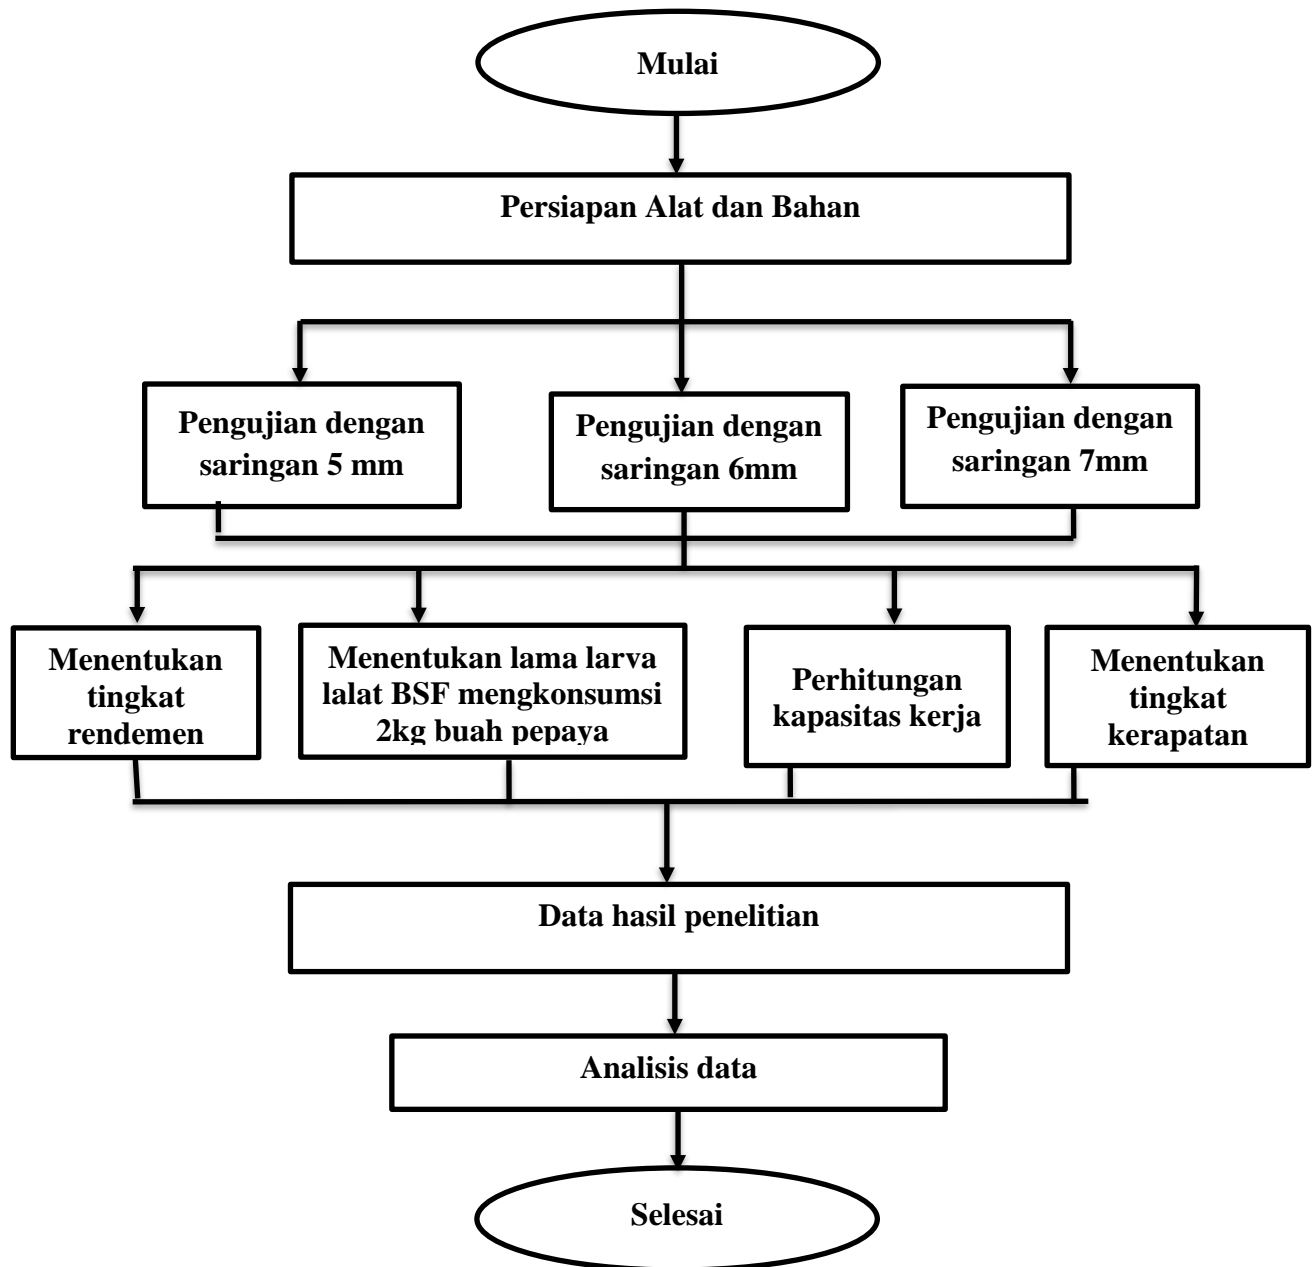 Mulai
Persiapan Alat dan Bahan
Pengujian dengan
saringan 5 mm
Pengujian dengan
saringan 6mm
Pengujian dengan
saringan 7mm
Menentukan
tingkat
rendemen
Menentukan lama larva
lalat BSF mengkonsumsi
2kg buah pepaya
Perhitungan
kapasitas kerja
Menentukan
tingkat
kerapatan
Data hasil penelitian
Analisis data
Selesai